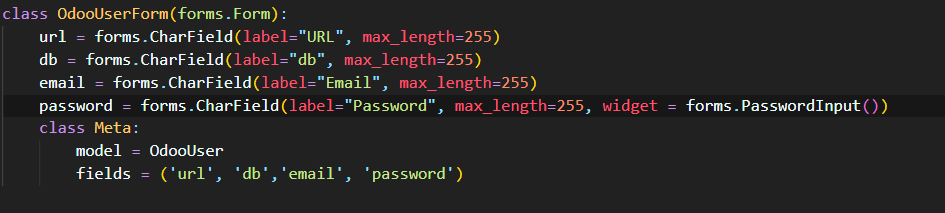 class OdooUserForm(forms.Form):
    url = forms.CharField(label="URL", max_length=255)
    db = forms.CharField(label="db", max_length=255)
    email = forms.CharField(label="Email", max_length=255)
    password = forms.CharField(label="Password", max_length=255, widget = forms.PasswordInput())
    class Meta:
        model = OdooUser
        fields = ('url', 'db','email', 'password')